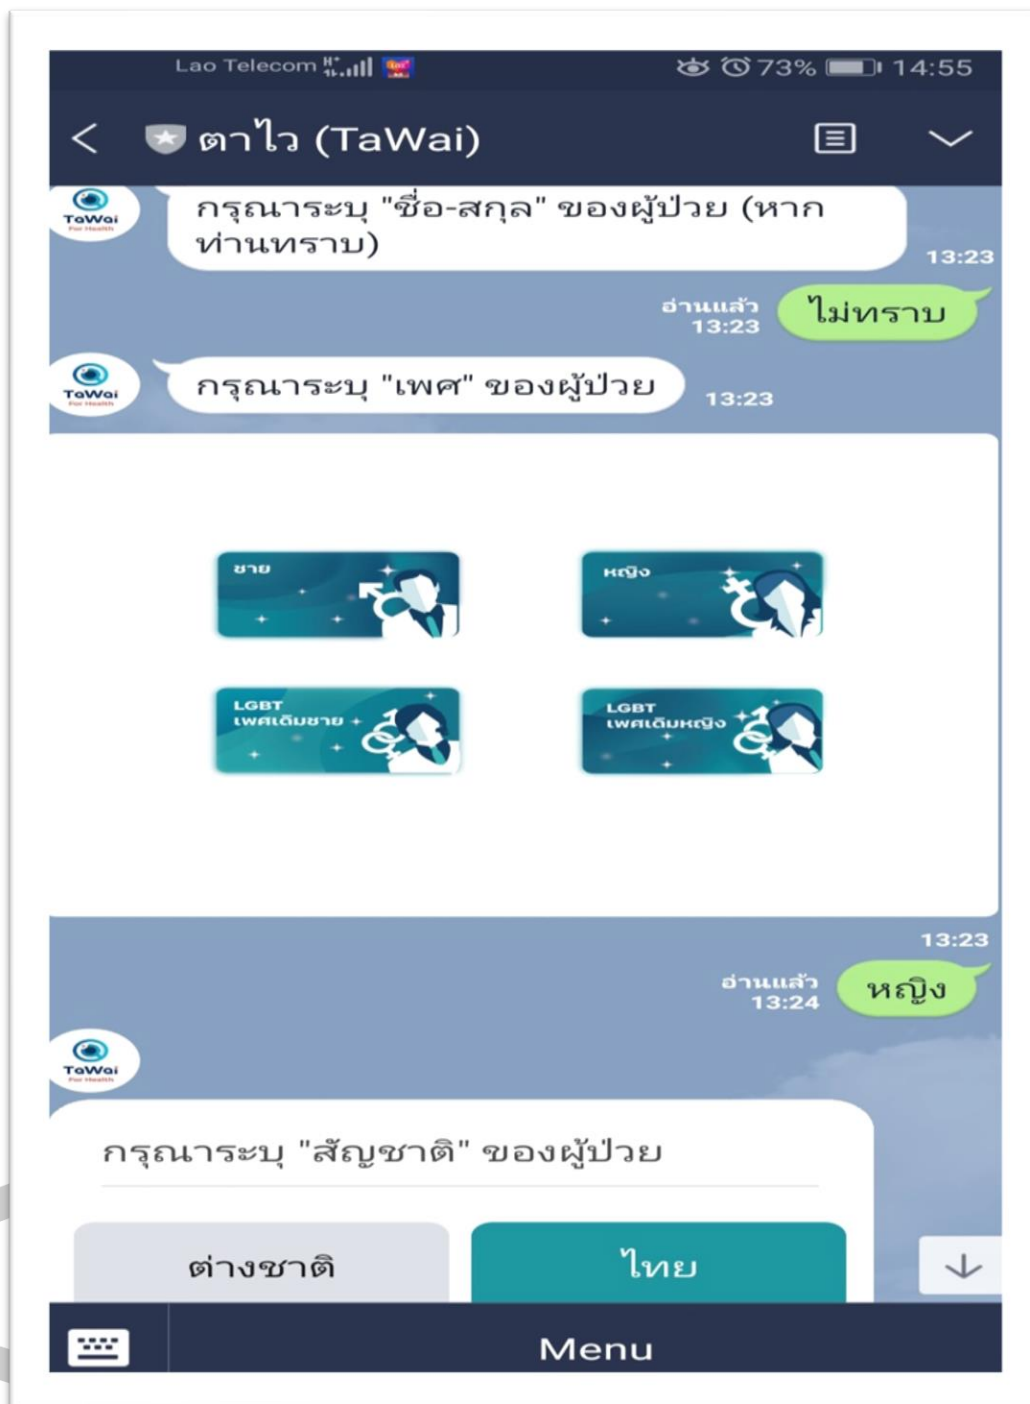 Lao Telecom 73% 14:55
ตาไว (TaWai)
TaWai
For Health
กรุณาระบุ "ชื่อ-สกุล" ของผู้ป่วย (หาก
ท่านทราบ)
13:23
อ่านแล้ว
13:23
ไม่ทราบ
TaWai
For Health
กรุณาระบุ "เพศ" ของผู้ป่วย
13:23
ชาย
หญิง
LGBT
เพศเดิมชาย
LGBT
เพศเดิมหญิง
13:23
อ่านแล้ว
13:24
หญิง
TaWai
For Health
กรุณาระบุ "สัญชาติ" ของผู้ป่วย
ต่างชาติ
ไทย
Menu